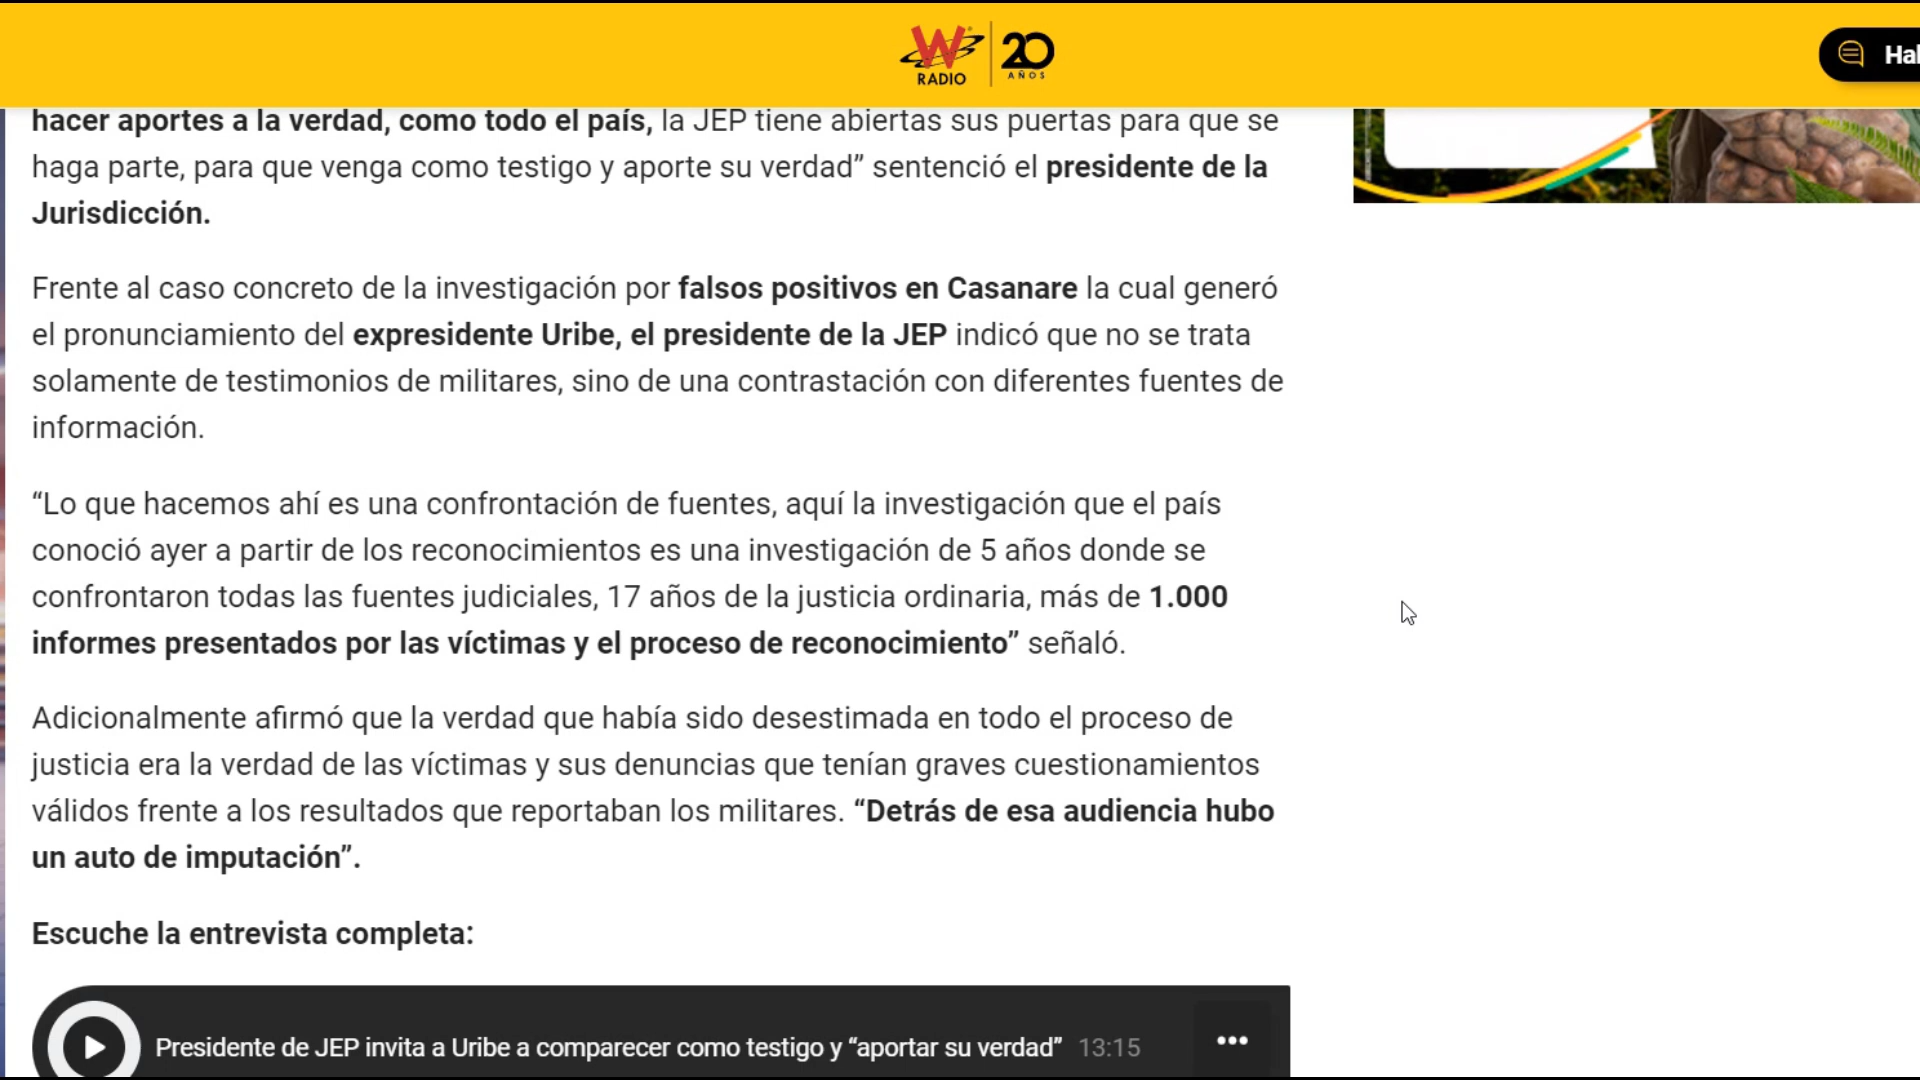 W
RADIO
20
AÑOS
Hal
hacer aportes a la verdad, como todo el país, la JEP tiene abiertas sus puertas para que se
haga parte, para que venga como testigo y aporte su verdad” sentenció el presidente de la
Jurisdicción.
Frente al caso concreto de la investigación por falsos positivos en Casanare la cual generó
el pronunciamiento del expresidente Uribe, el presidente de la JEP indicó que no se trata
solamente de testimonios de militares, sino de una contrastación con diferentes fuentes de
información.
“Lo que hacemos ahí es una confrontación de fuentes, aquí la investigación que el país
conoció ayer a partir de los reconocimientos es una investigación de 5 años donde se
confrontaron todas las fuentes judiciales, 17 años de la justicia ordinaria, más de 1.000
informes presentados por las víctimas y el proceso de reconocimiento” señaló.
Adicionalmente afirmó que la verdad que había sido desestimada en todo el proceso de
justicia era la verdad de las víctimas y sus denuncias que tenían graves cuestionamientos
válidos frente a los resultados que reportaban los militares. “Detrás de esa audiencia hubo
un auto de imputación”.
Escuche la entrevista completa:
Presidente de JEP invita a Uribe a comparecer como testigo y “aportar su verdad” 13:15